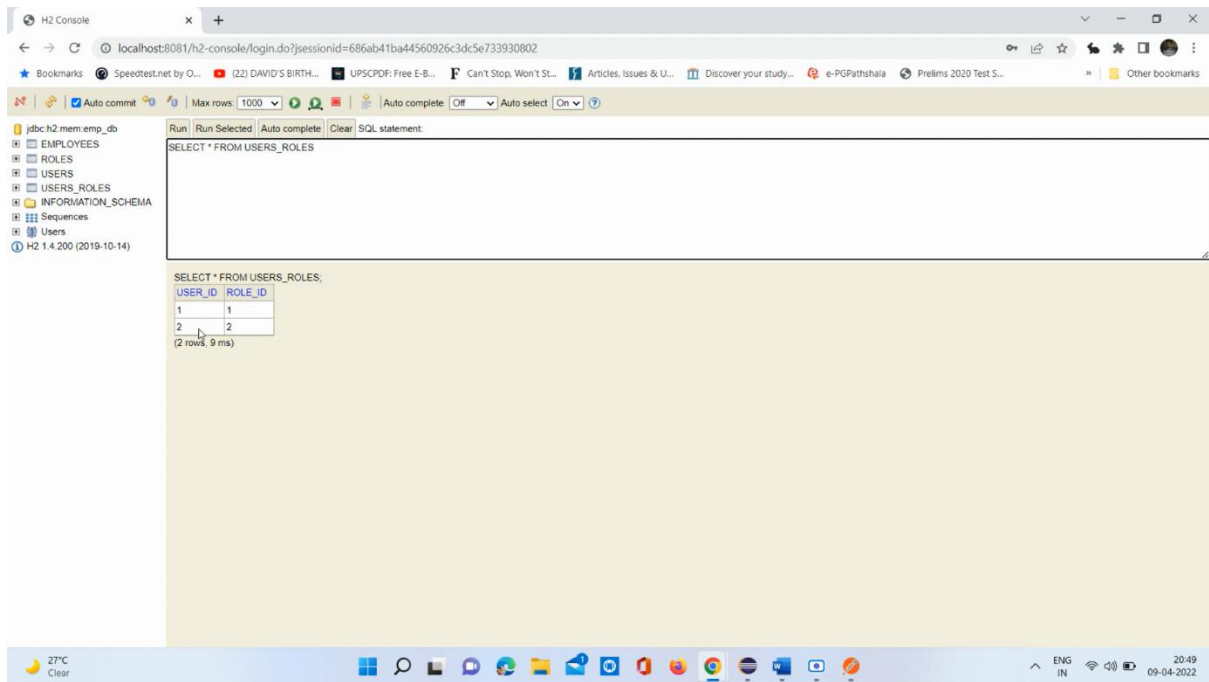 H2 Console
localhost:8081/h2-console/login.do?jsessionid=686ab41ba44560926c3dc5e733930802
Bookmarks Speedtest.net by O... (22) DAVID'S BIRTH... UPSCPDF: Free E-B... Can't Stop, Won't St... Articles, Issues & U... Discover your study... e-PGPathshala Prelims 2020 Test S... » Other bookmarks
Auto commit Max rows: 1000 Auto complete Off Auto select On
jdbc:h2:mem:emp_db
EMPLOYEES
ROLES
USERS
USERS_ROLES
INFORMATION_SCHEMA
Sequences
Users
H2 1.4.200 (2019-10-14)
Run Run Selected Auto complete Clear SQL statement:
SELECT * FROM USERS_ROLES
SELECT * FROM USERS_ROLES;
USER_ID ROLE_ID
1 1
2 2
(2 rows, 9 ms)
27°C
Clear
ENG
IN
20:49
09-04-2022